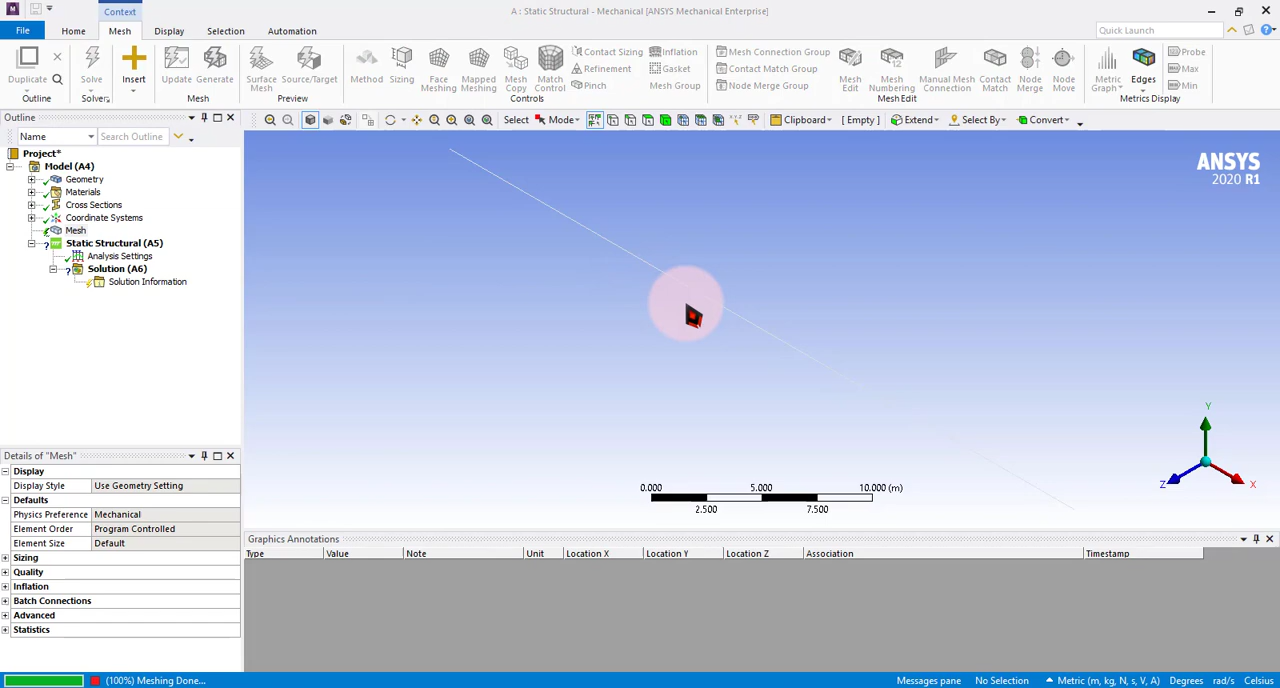 Context
A : Static Structural - Mechanical [ANSYS Mechanical Enterprise]
File Home Mesh Display Selection Automation Quick Launch
Duplicate Solve Insert Update Generate Surface Mesh Source/Target Method Sizing Face Meshing Mapped Meshing Mesh Copy Match Control Contact Sizing Inflation Mesh Connection Group Mesh Edit Mesh Numbering Manual Mesh Connection Contact Match Node Merge Node Move Metric Graph Edges Probe
Refinement Gasket Contact Match Group Max
Pinch Mesh Group Node Merge Group Min
Outline Solver Mesh Preview Controls Mesh Edit Metrics Display
Outline
Select Mode Clipboard [ Empty ] Extend Select By Convert
Name Search Outline
Project*
Model (A4)
Geometry
Materials
Cross Sections
Coordinate Systems
Mesh
Static Structural (A5)
Analysis Settings
Solution (A6)
Solution Information
ANSYS
2020 R1
Y
Z
X
0.000 5.000 10.000 (m)
2.500 7.500
Details of "Mesh"
Display
Display Style Use Geometry Setting
Defaults
Physics Preference Mechanical
Element Order Program Controlled
Element Size Default
Sizing
Quality
Inflation
Batch Connections
Advanced
Statistics
Graphics Annotations
Type Value Note Unit Location X Location Y Location Z Association Timestamp
(100%) Meshing Done... Messages pane No Selection Metric (m, kg, N, s, V, A) Degrees rad/s Celsius